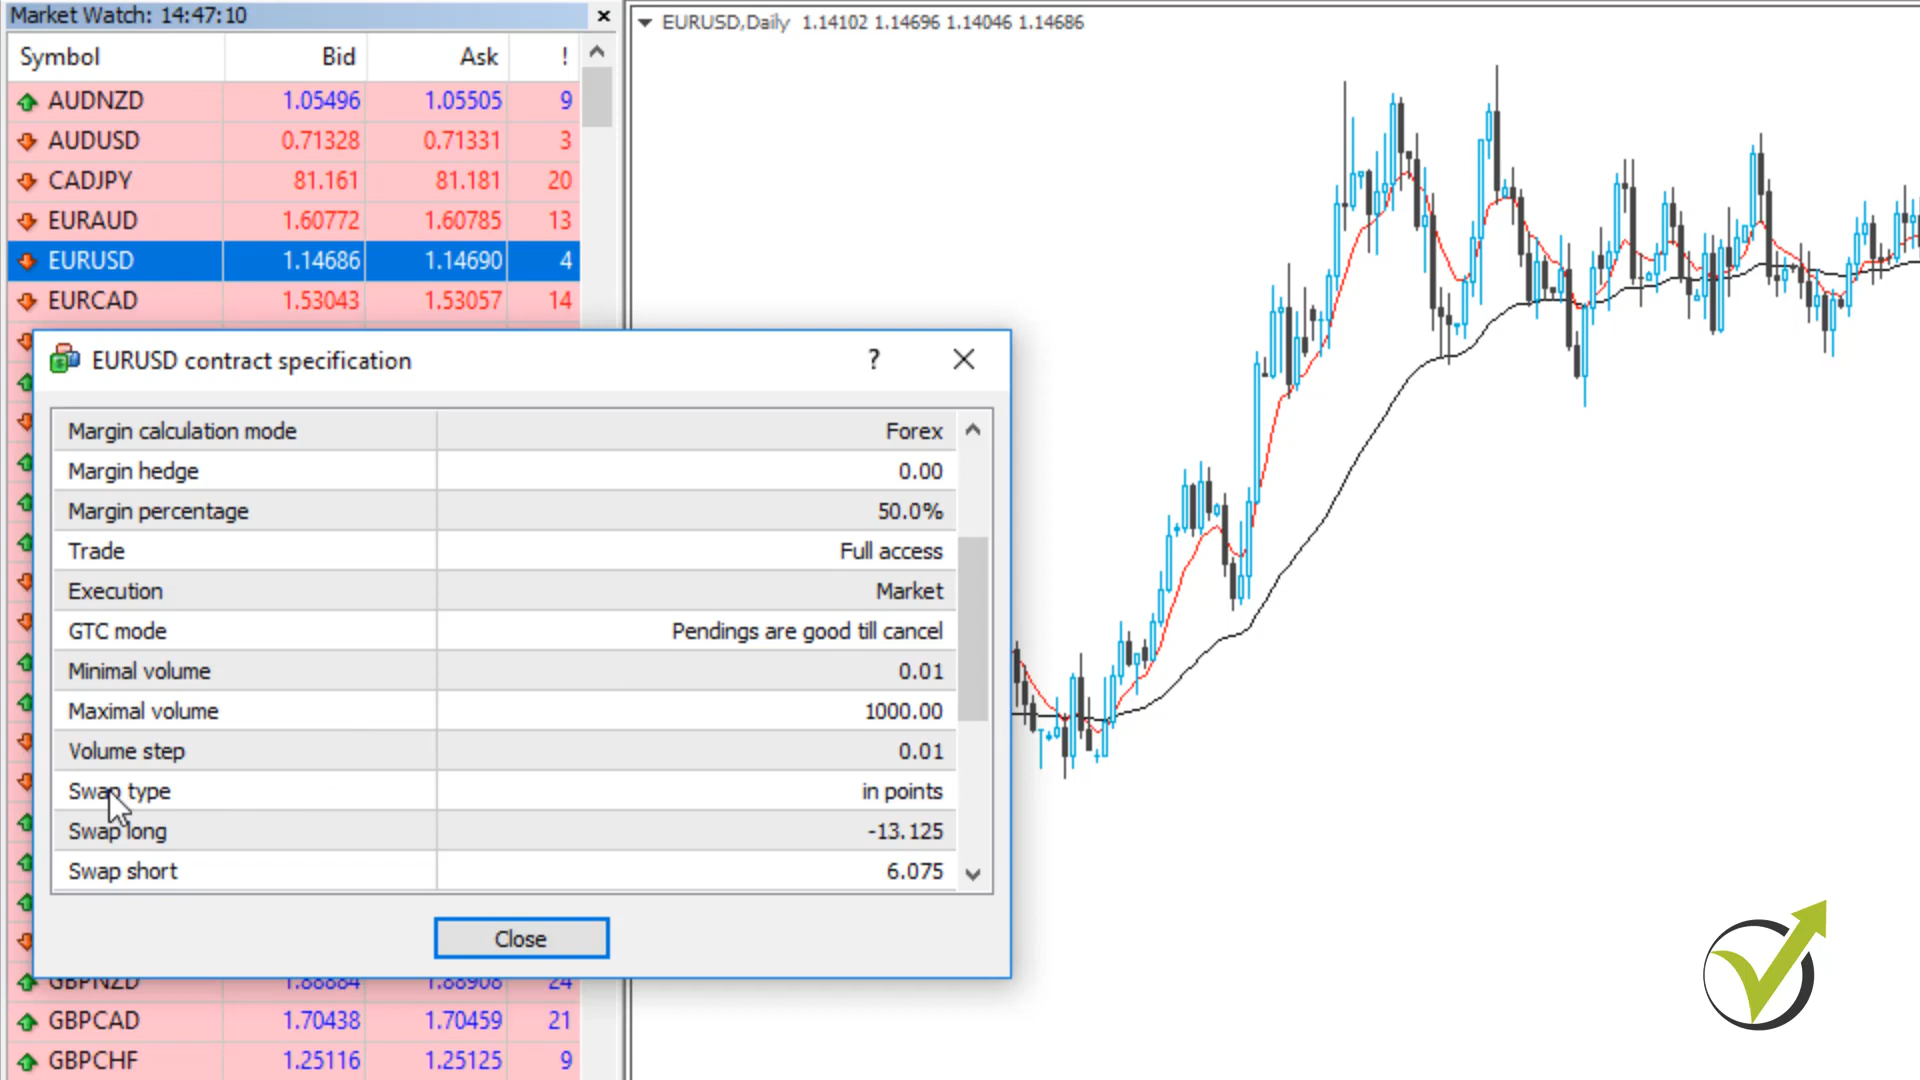 Market Watch: 14:47:10
Symbol Bid Ask !
AUDNZD 1.05496 1.05505 9
AUDUSD 0.71328 0.71331 3
CADJPY 81.161 81.181 20
EURAUD 1.60772 1.60785 13
EURUSD 1.14686 1.14690 4
EURCAD 1.53043 1.53057 14
EURUSD contract specification ?
Margin calculation mode Forex
Margin hedge 0.00
Margin percentage 50.0%
Trade Full access
Execution Market
GTC mode Pendings are good till cancel
Minimal volume 0.01
Maximal volume 1000.00
Volume step 0.01
Swap type in points
Swap long -13.125
Swap short 6.075
Close
GBPNZD 1.88884 1.88908 24
GBPCAD 1.70438 1.70459 21
GBPCHF 1.25116 1.25125 9
EURUSD,Daily 1.14102 1.14696 1.14046 1.14686